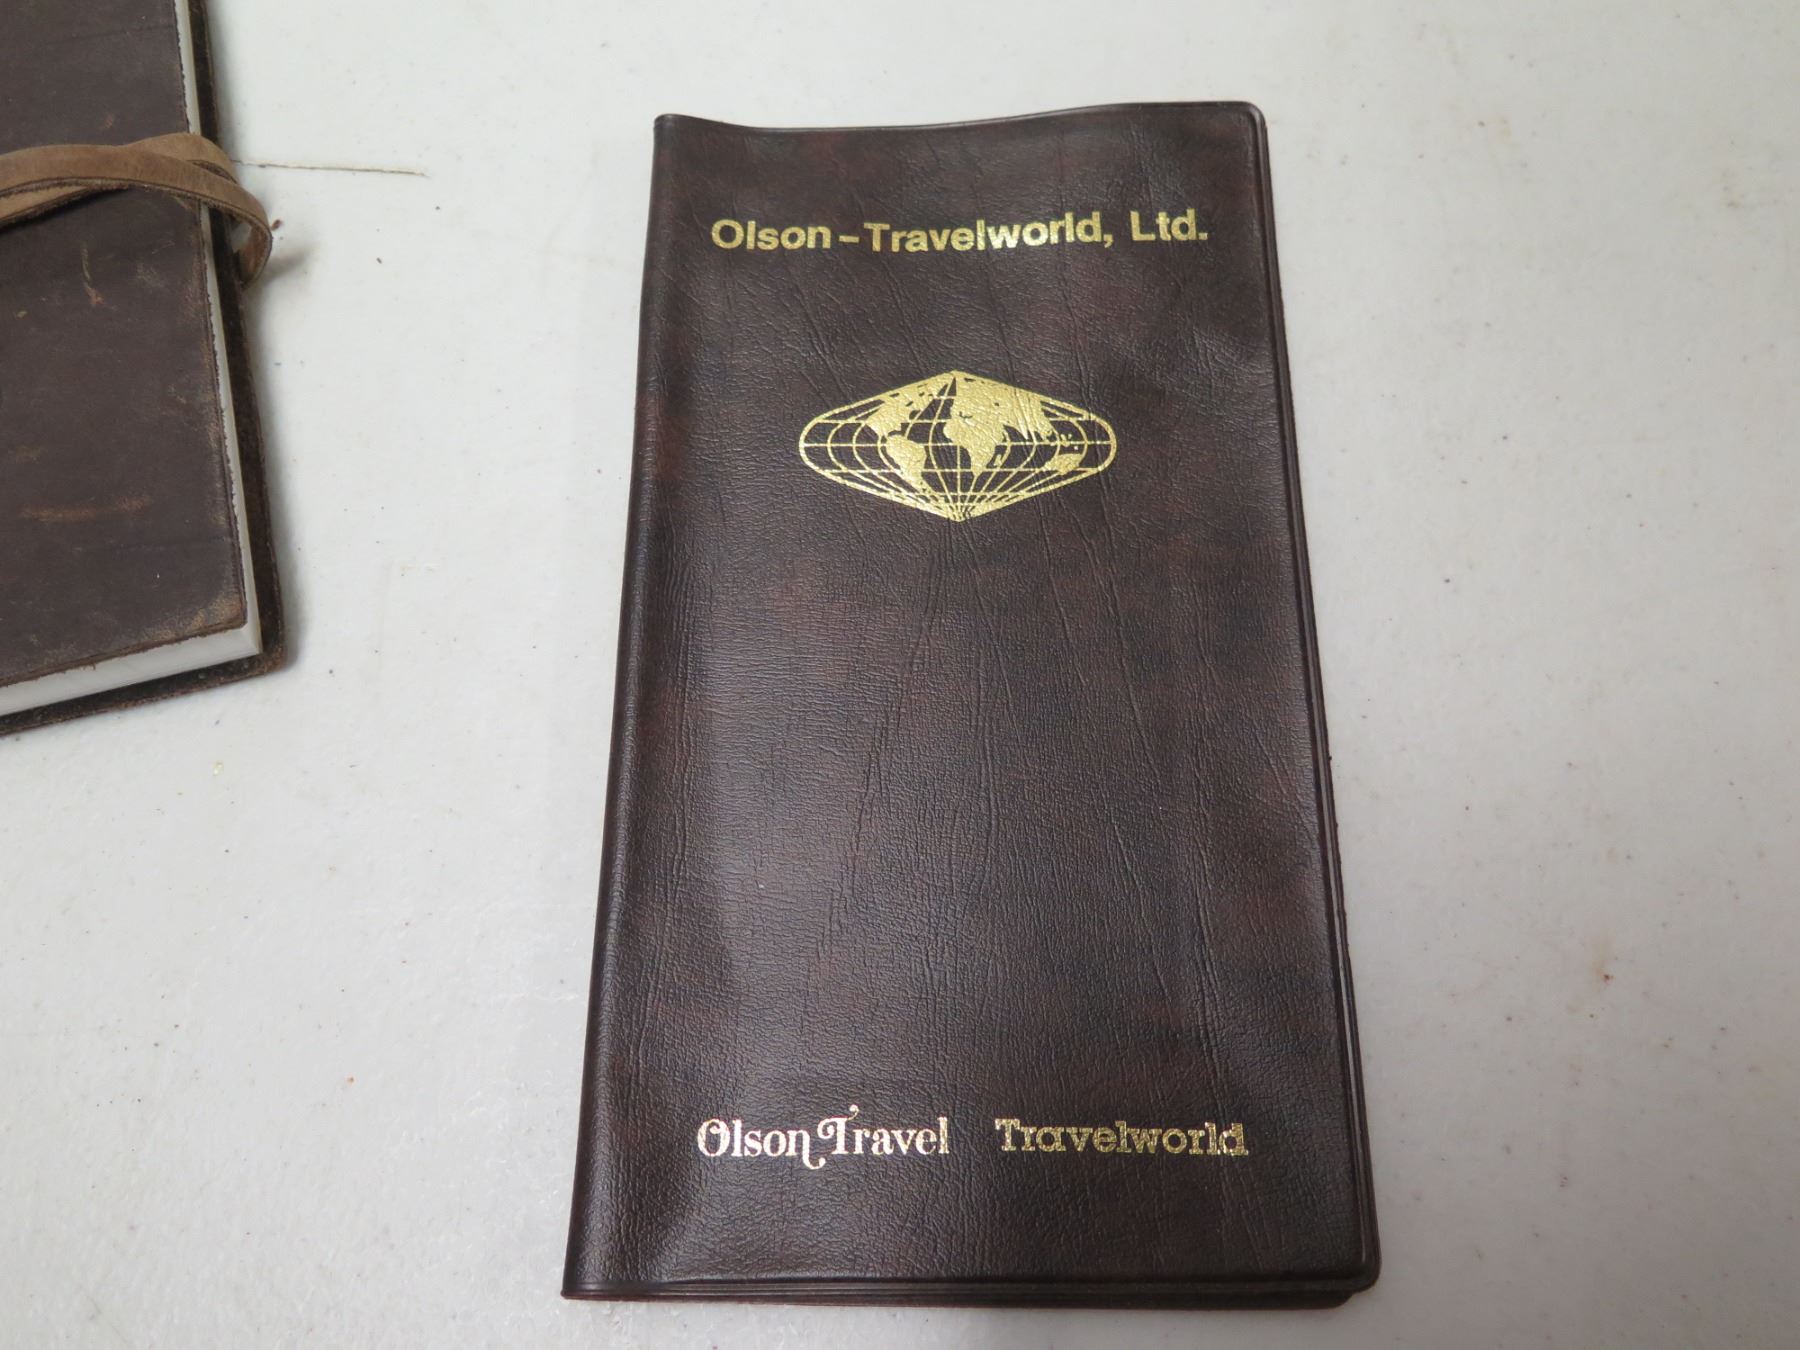 Olson-Travelworld, Ltd.
Olson Travel Travelworld